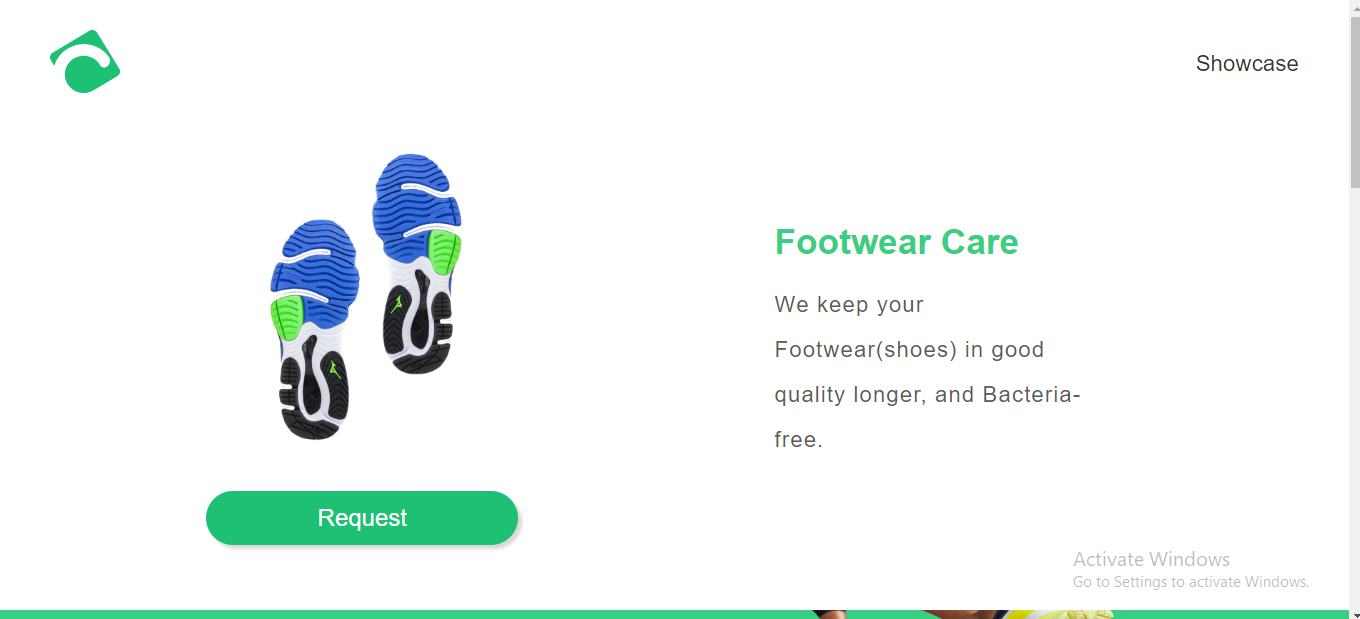 Showcase
Footwear Care
We keep your
Footwear(shoes) in good
quality longer, and Bacteria-
free.
Request
Activate Windows
Go to Settings to activate Windows.